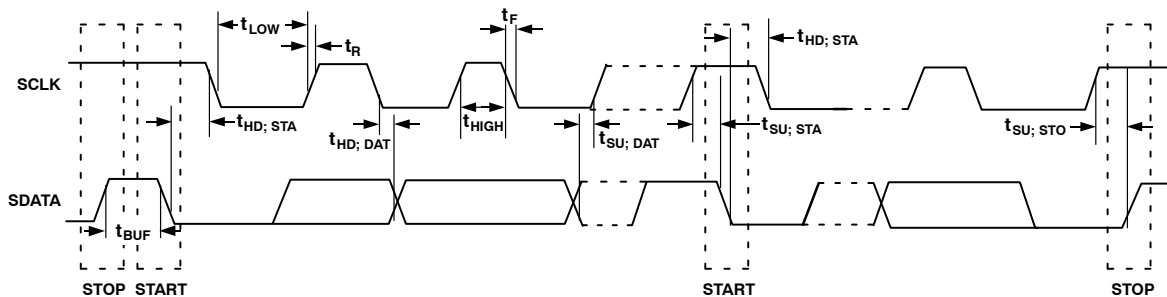 tLOW
tR
tF
tHD; STA
SCLK
tHD; STA
tHD; DAT
tHIGH
tSU; DAT
tSU; STA
tSU; STO
SDATA
tBUF
STOP START START STOP